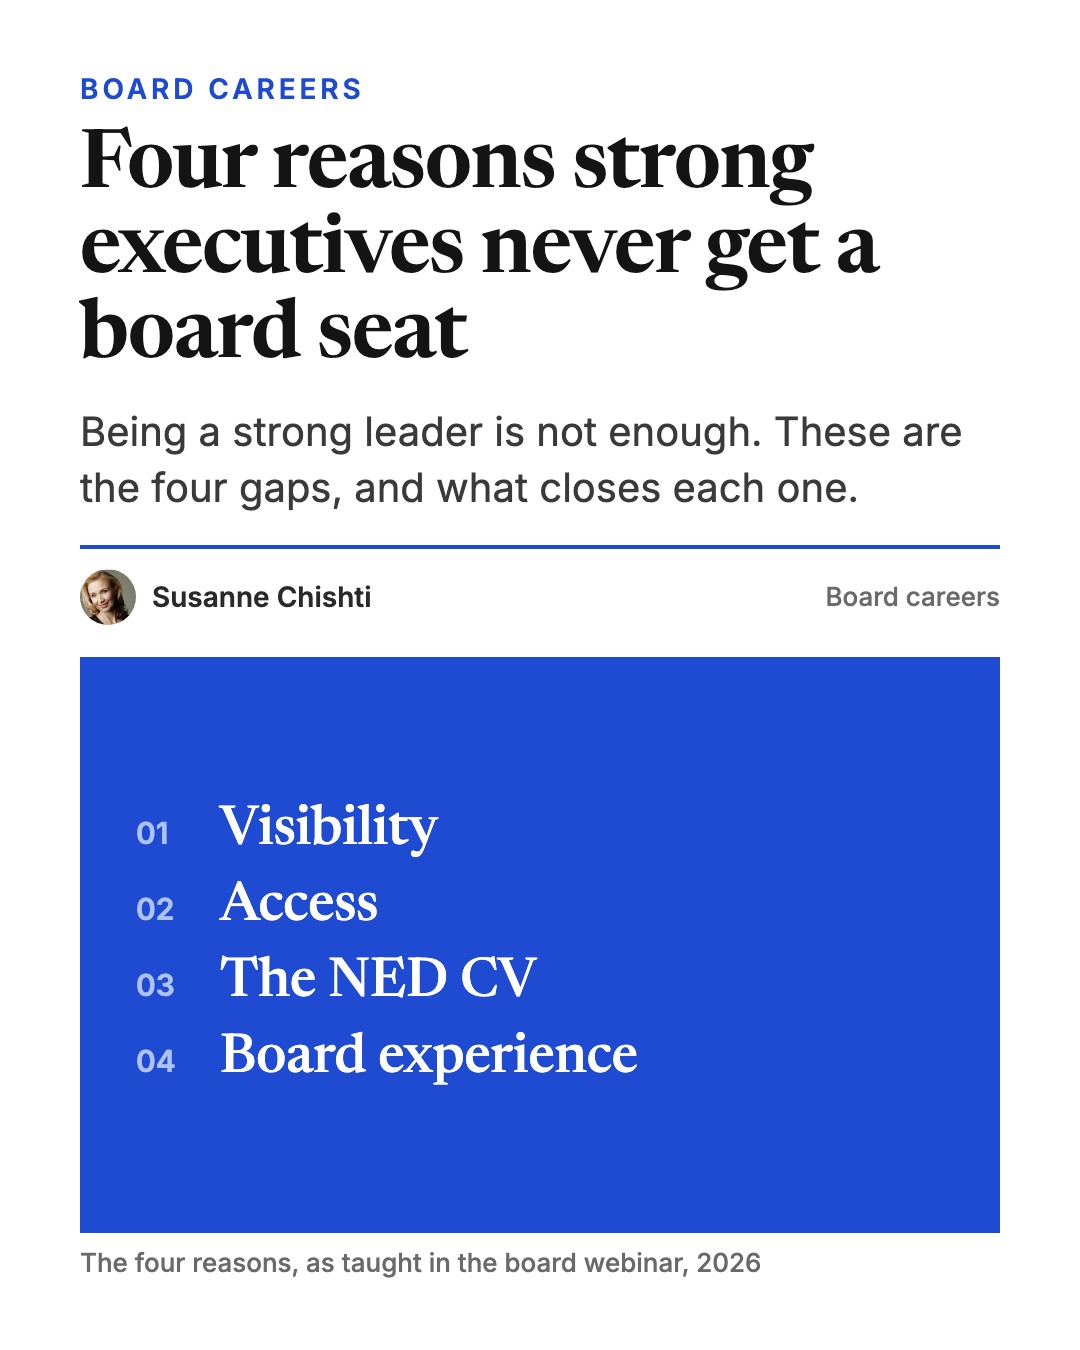 BOARD CAREERS
Four reasons strong
executives never get a
board seat
Being a strong leader is not enough. These are
the four gaps, and what closes each one.
Susanne Chishti
Board careers
01 Visibility
02 Access
03 The NED CV
04 Board experience
The four reasons, as taught in the board webinar, 2026